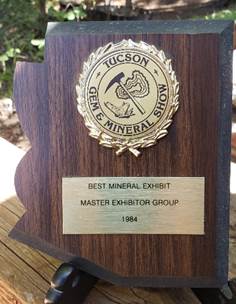 TUCSON
GEM & MINERAL SHOW
BEST MINERAL EXHIBIT
MASTER EXHIBITOR GROUP
1984